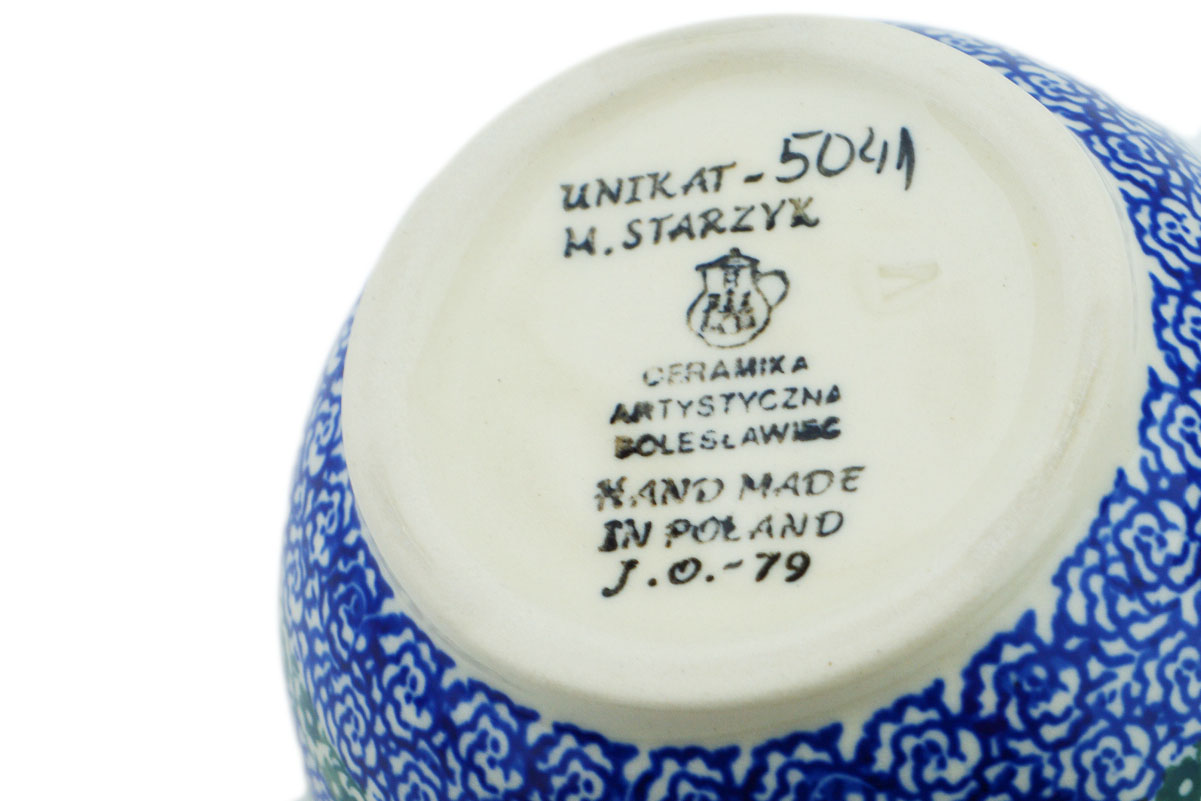 UNIKAT - 5041
M. STARZYK
CERAMIKA
ARTYSTYCZNA
BOLESŁAWIEC
HAND MADE
IN POLAND
J.O. - 79